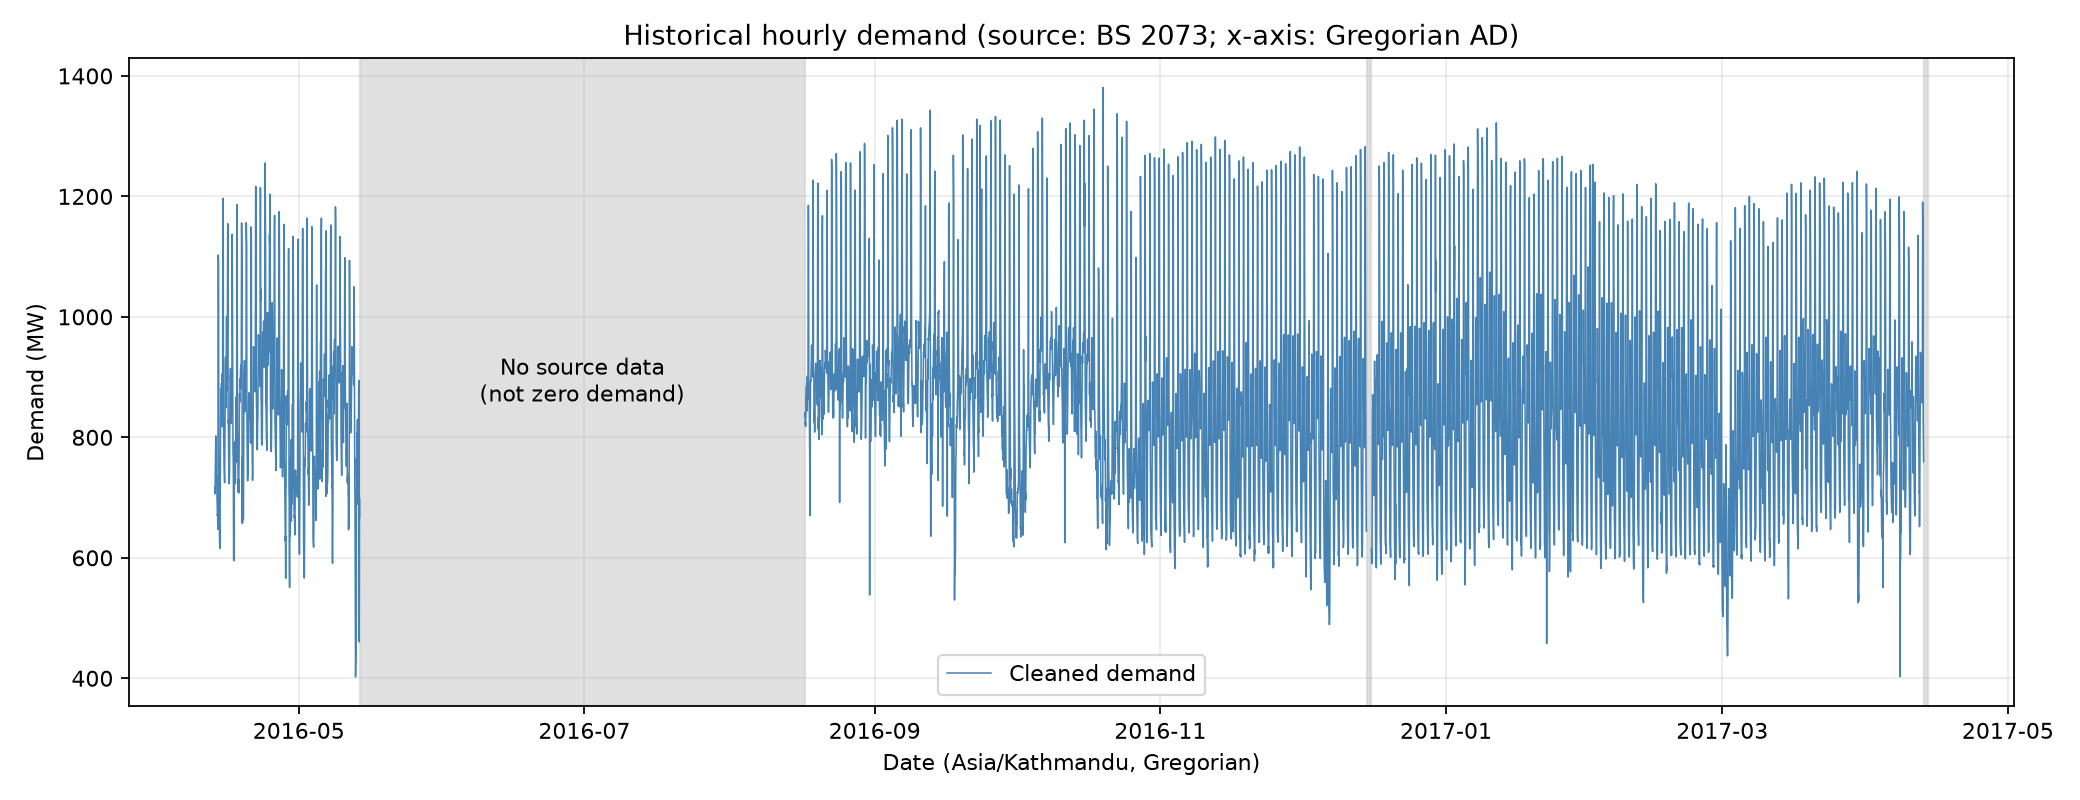 Historical hourly demand (source: BS 2073; x-axis: Gregorian AD)
Demand (MW)
1400
1200
1000
800
600
400
No source data
(not zero demand)
Cleaned demand
2016-05
2016-07
2016-09
2016-11
2017-01
2017-03
2017-05
Date (Asia/Kathmandu, Gregorian)